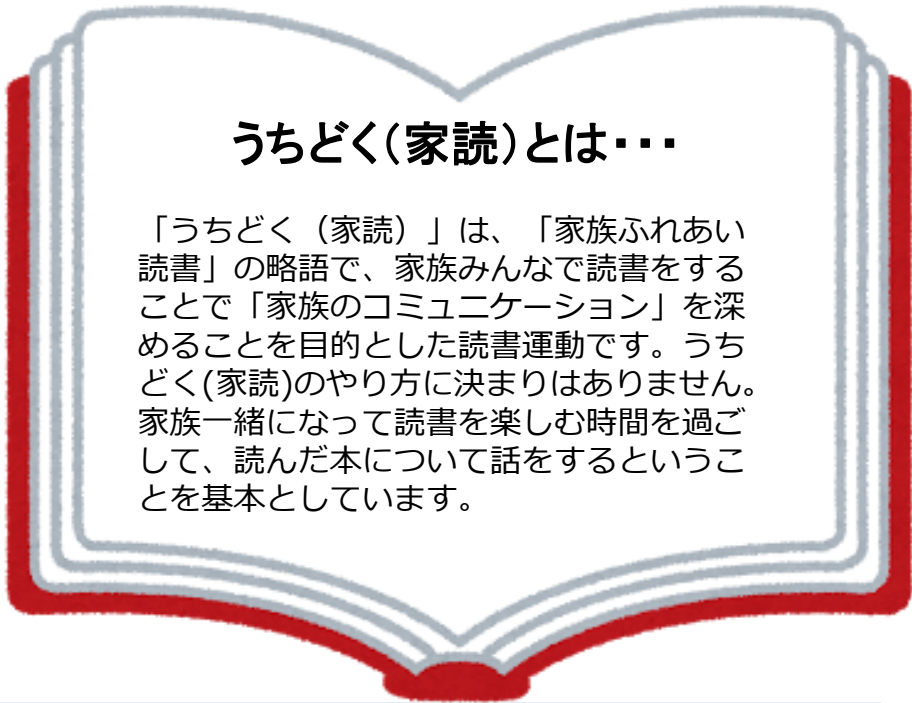 うちどく(家読)とは・・・
「うちどく（家読）」は、「家族ふれあい
読書」の略語で、家族みんなで読書をする
ことで「家族のコミュニケーション」を深
めることを目的とした読書運動です。うち
どく(家読)のやり方に決まりはありません。
家族一緒になって読書を楽しむ時間を過ご
して、読んだ本について話をするというこ
とを基本としています。